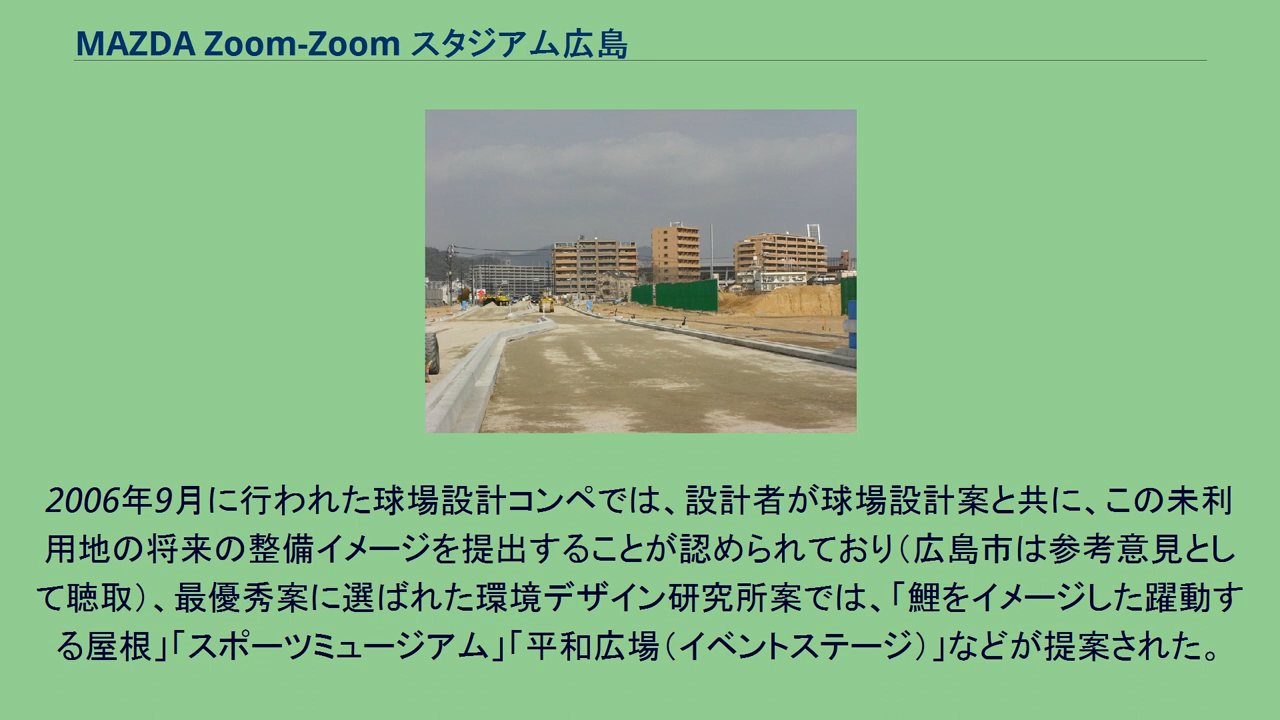 MAZDA Zoom-Zoom スタジアム広島
2006年9月に行われた球場設計コンペでは、設計者が球場設計案と共に、この未利
用地の将来の整備イメージを提出することが認められており（広島市は参考意見とし
て聴取）、最優秀案に選ばれた環境デザイン研究所案では、「鯉をイメージした躍動す
る屋根」「スポーツミュージアム」「平和広場（イベントステージ）」などが提案された。